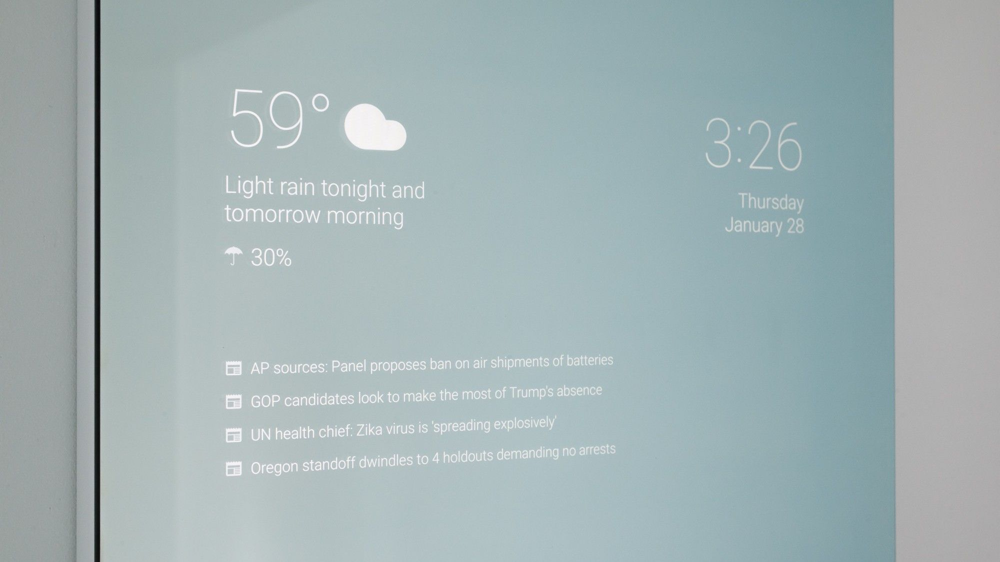 59°
Light rain tonight and
tomorrow morning
30%
3:26
Thursday
January 28
AP sources: Panel proposes ban on air shipments of batteries
GOP candidates look to make the most of Trump's absence
UN health chief: Zika virus is 'spreading explosively'
Oregon standoff dwindles to 4 holdouts demanding no arrests